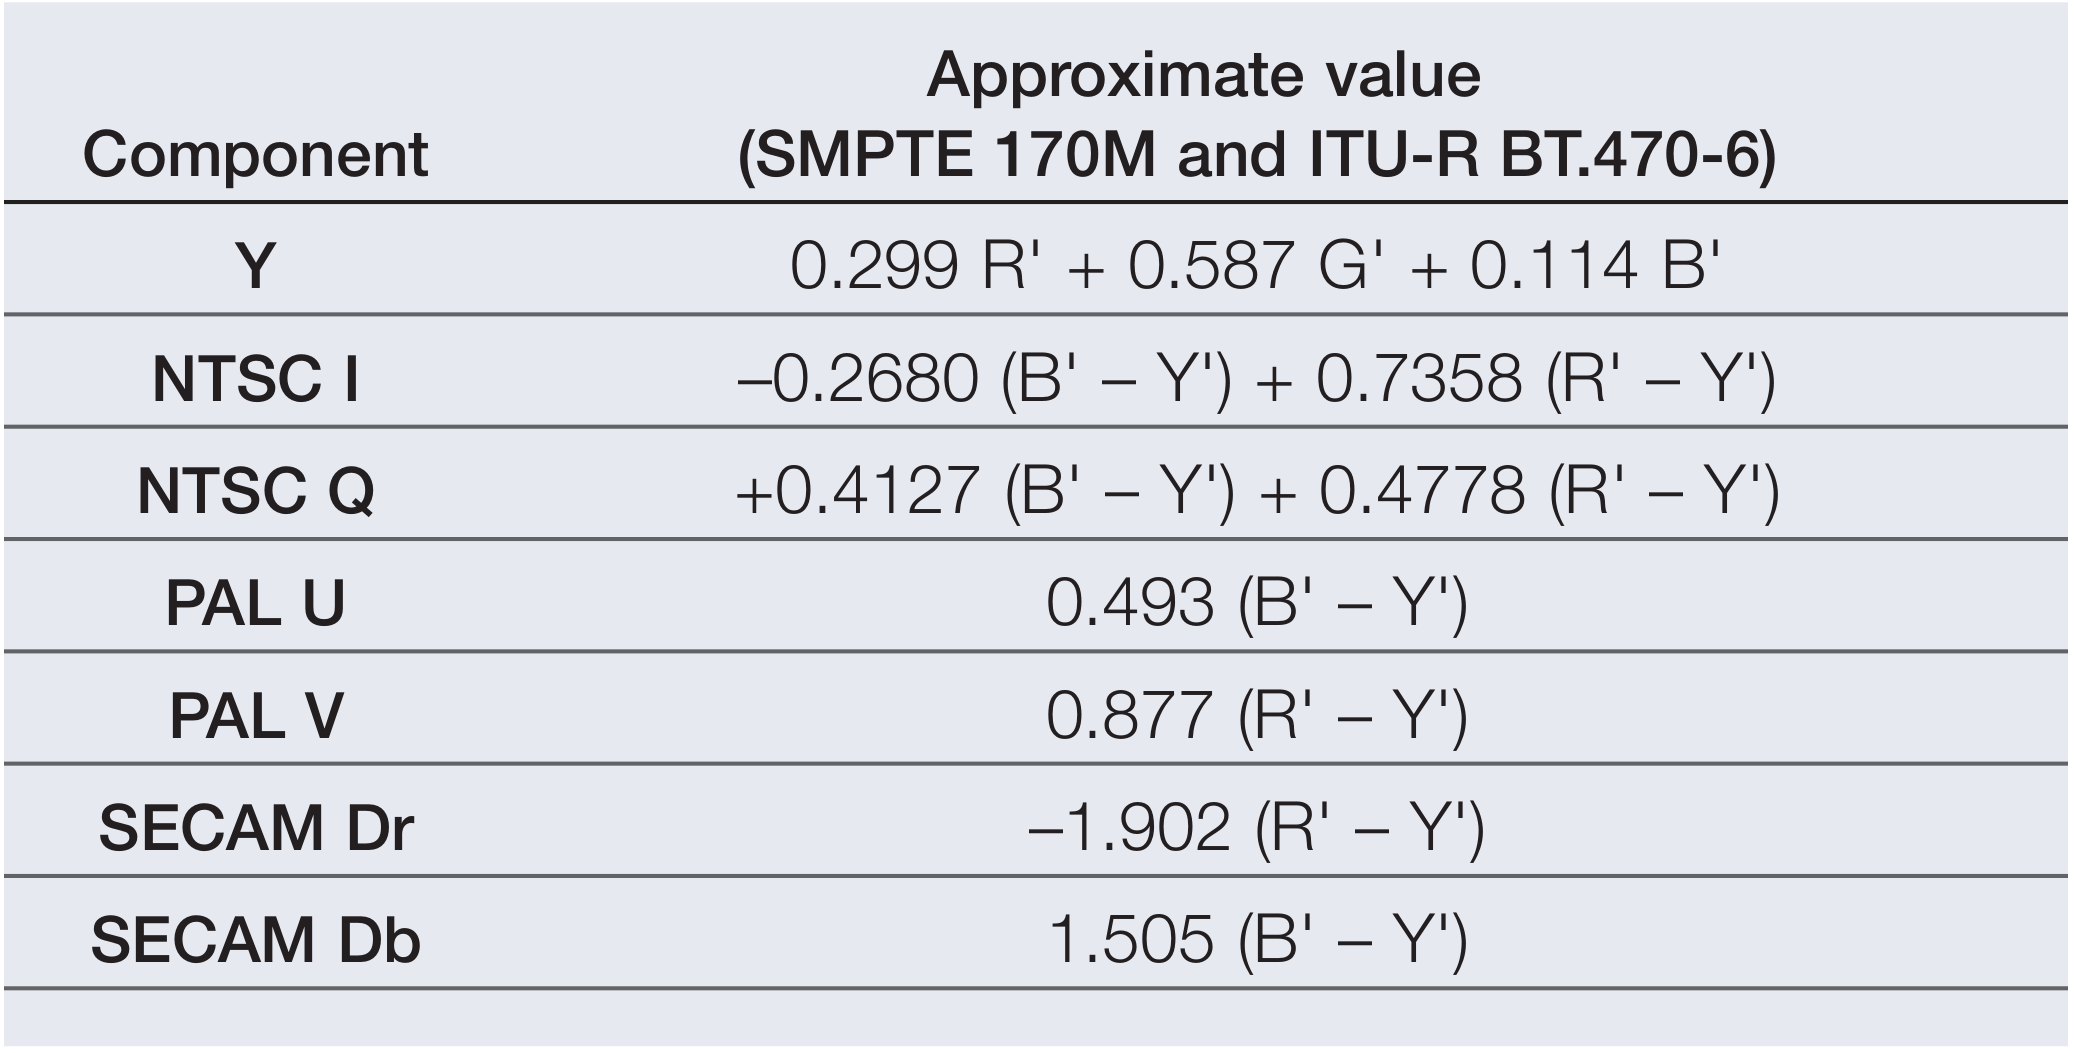 Component Approximate value
(SMPTE 170M and ITU-R BT.470-6)
Y 0.299 R' + 0.587 G' + 0.114 B'
NTSC I –0.2680 (B' – Y') + 0.7358 (R' – Y')
NTSC Q +0.4127 (B' – Y') + 0.4778 (R' – Y')
PAL U 0.493 (B' – Y')
PAL V 0.877 (R' – Y')
SECAM Dr –1.902 (R' – Y')
SECAM Db 1.505 (B' – Y')